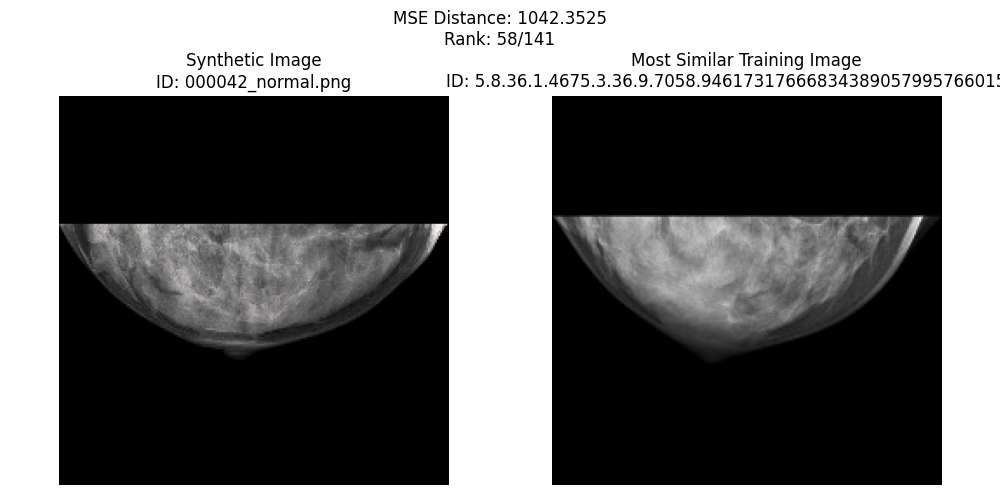 MSE Distance: 1042.3525
Rank: 58/141
Synthetic Image
ID: 000042_normal.png
Most Similar Training Image
ID: 5.8.36.1.4675.3.36.9.7058.94617317666834389057995766015